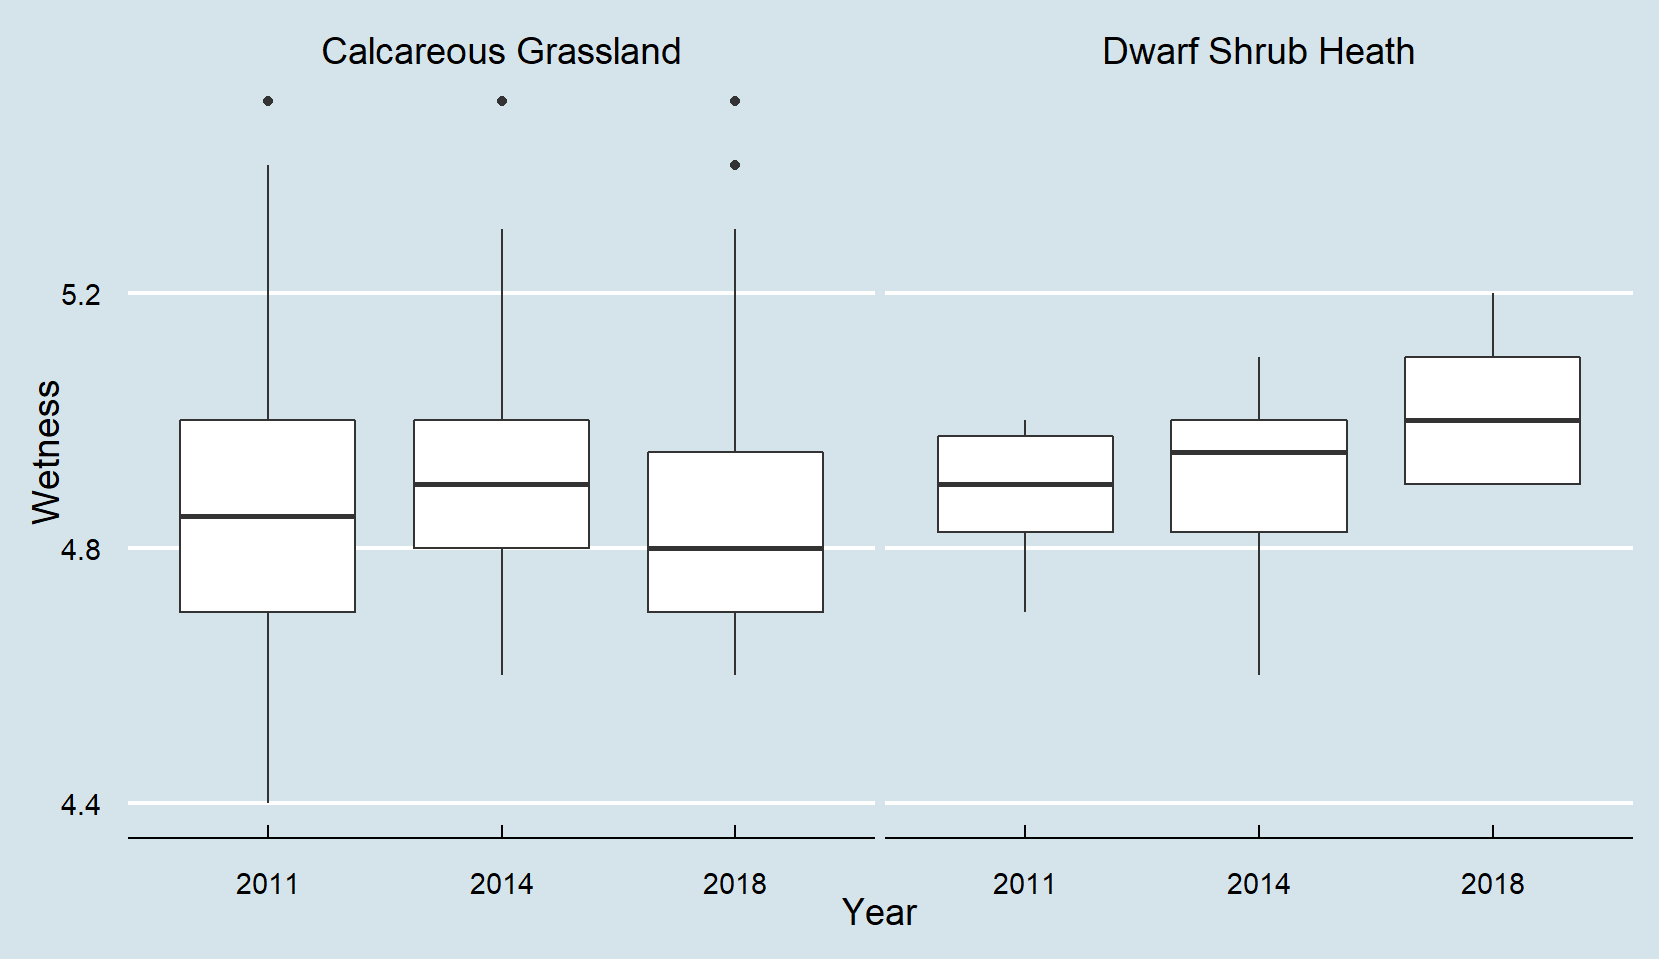 Calcareous Grassland
Dwarf Shrub Heath
Wetness
5.2
4.8
4.4
2011 2014 2018 2011 2014 2018
Year